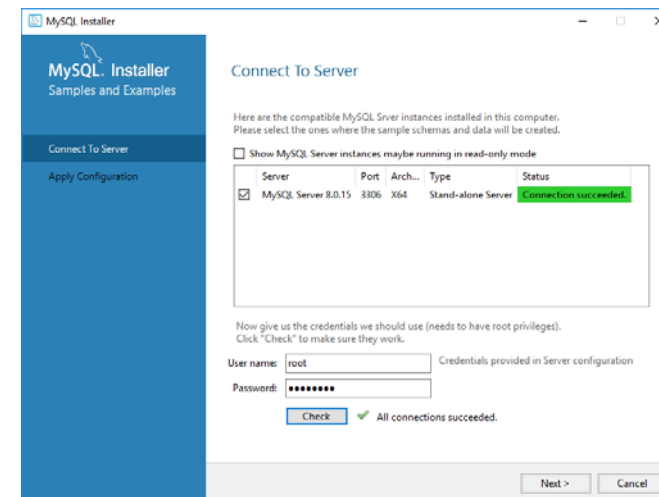 MySQL Installer
MySQL. Installer
Samples and Examples
Connect To Server
Apply Configuration
Connect To Server
Here are the compatible MySQL Srver instances installed in this computer.
Please select the ones where the sample schemas and data will be created.
Show MySQL Server instances maybe running in read-only mode
Server Port Arch... Type Status
MySQL Server 8.0.15 3306 X64 Stand-alone Server Connection succeeded.
Now give us the credentials we should use (needs to have root privileges).
Click "Check" to make sure they work.
User name: root Credentials provided in Server configuration
Password: ••••••••
Check All connections succeeded.
Next > Cancel